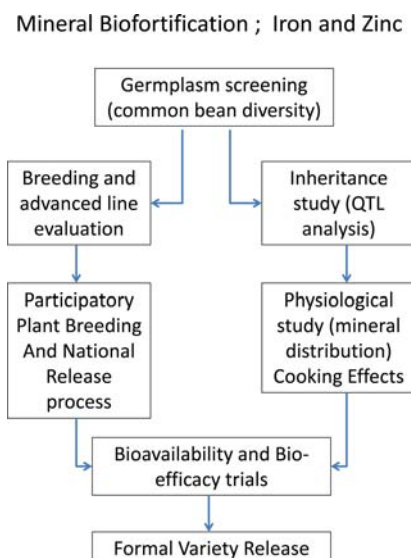 Mineral Biofortification ; Iron and Zinc
Germplasm screening
(common bean diversity)
Breeding and
advanced line
evaluation
Inheritance
study (QTL
analysis)
Participatory
Plant Breeding
And National
Release
process
Physiological
study (mineral
distribution)
Cooking Effects
Bioavailability and Bio-
efficacy trials
Formal Variety Release